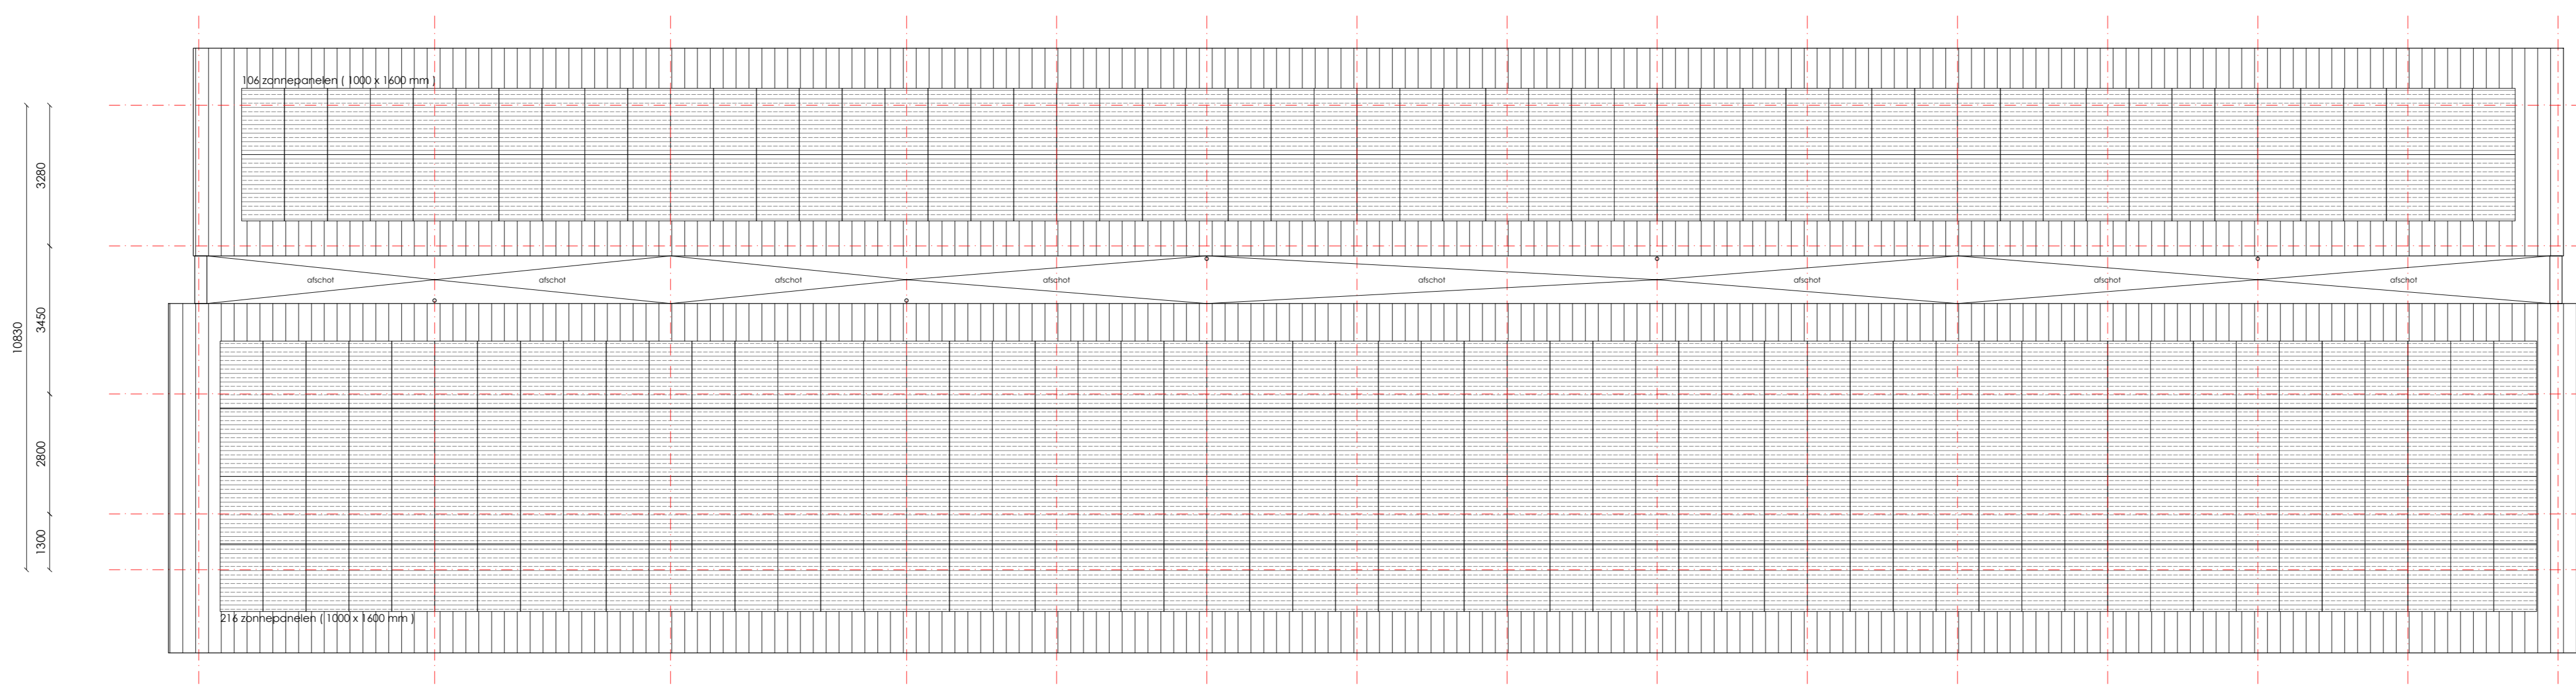 106 zonnepanelen ( 1000 x 1600 mm )
3280
afschot afschot afschot afschot afschot afschot afschot afschot
3450
10830
2800
1300
216 zonnepanelen ( 1000 x 1600 mm )